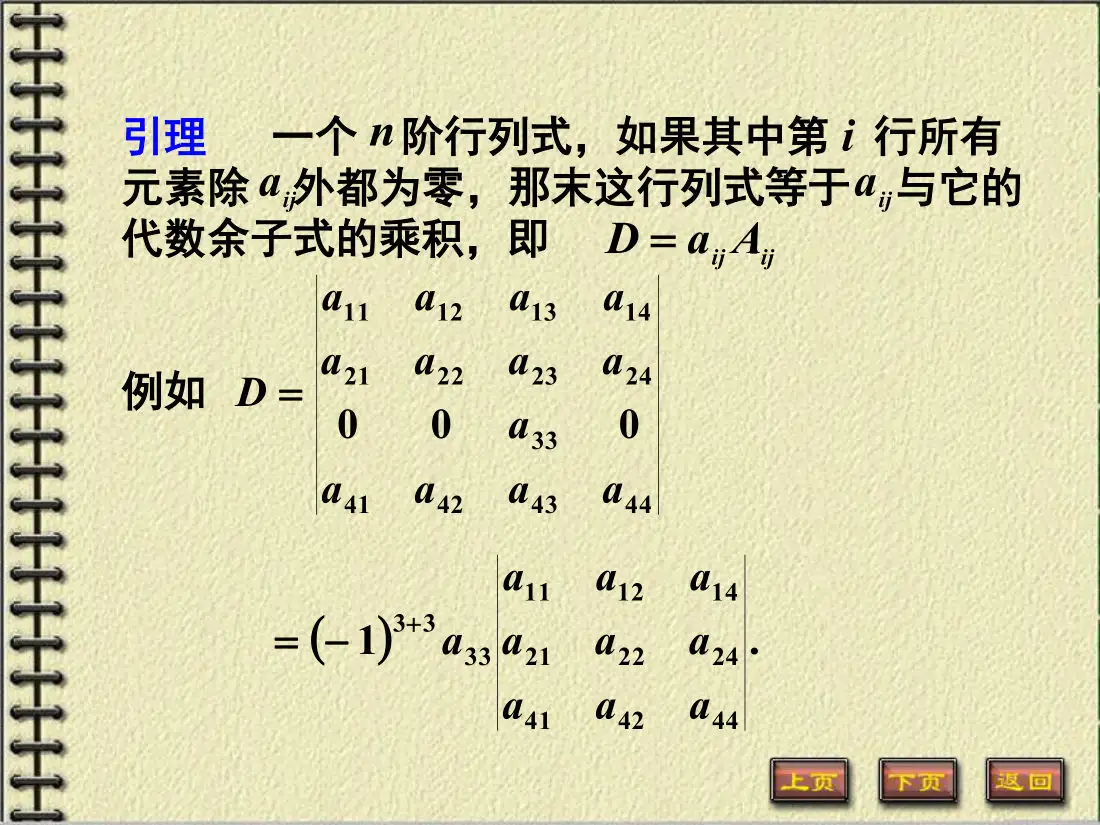 引理 一个 n 阶行列式，如果其中第 i 行所有
元素除 aij 外都为零，那末这行列式等于 aij 与它的
代数余子式的乘积，即 D = aij Aij
a11 a12 a13 a14
a21 a22 a23 a24
例如 D =
0 0 a33 0
a41 a42 a43 a44
a11 a12 a14
= (−1)3+3 a33 a21 a22 a24 .
a41 a42 a44
上页 下页 返回